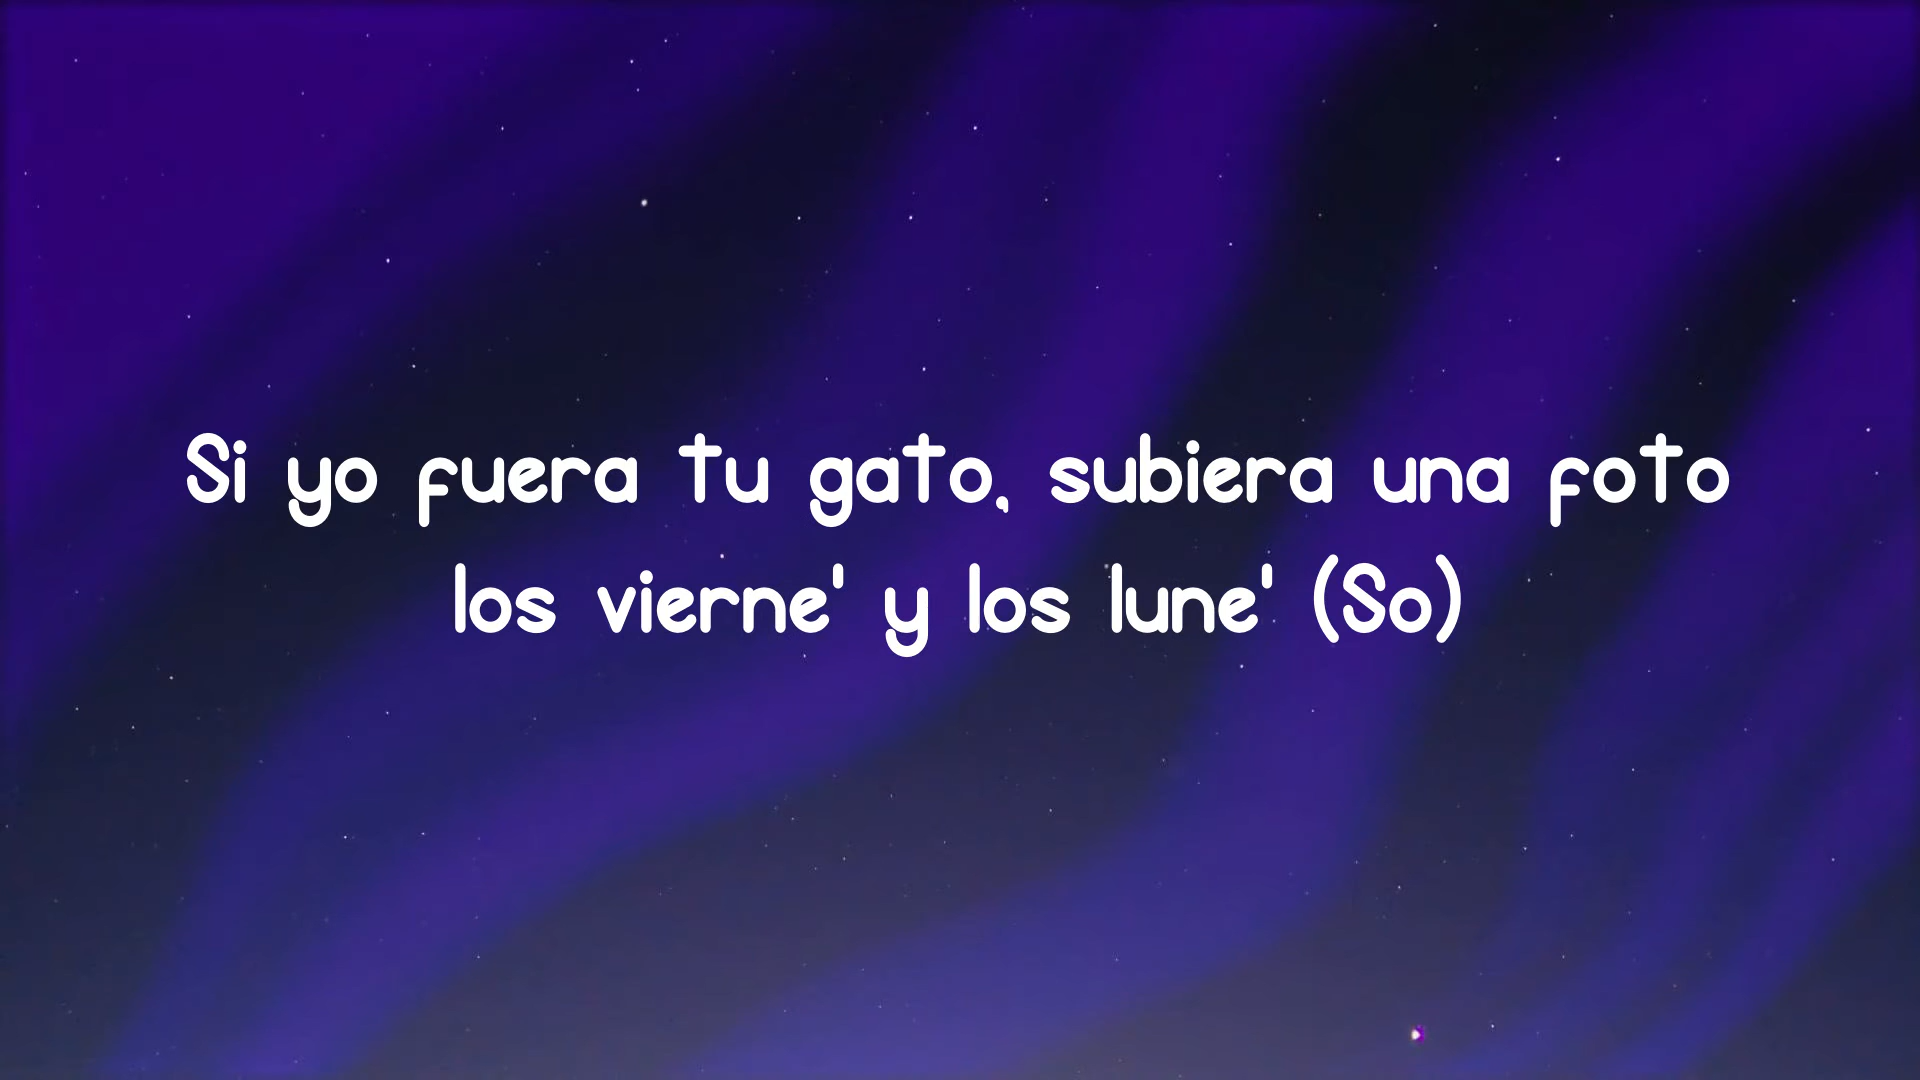 Si yo fuera tu gato, subiera una foto
los vierne' y los lune' (So)